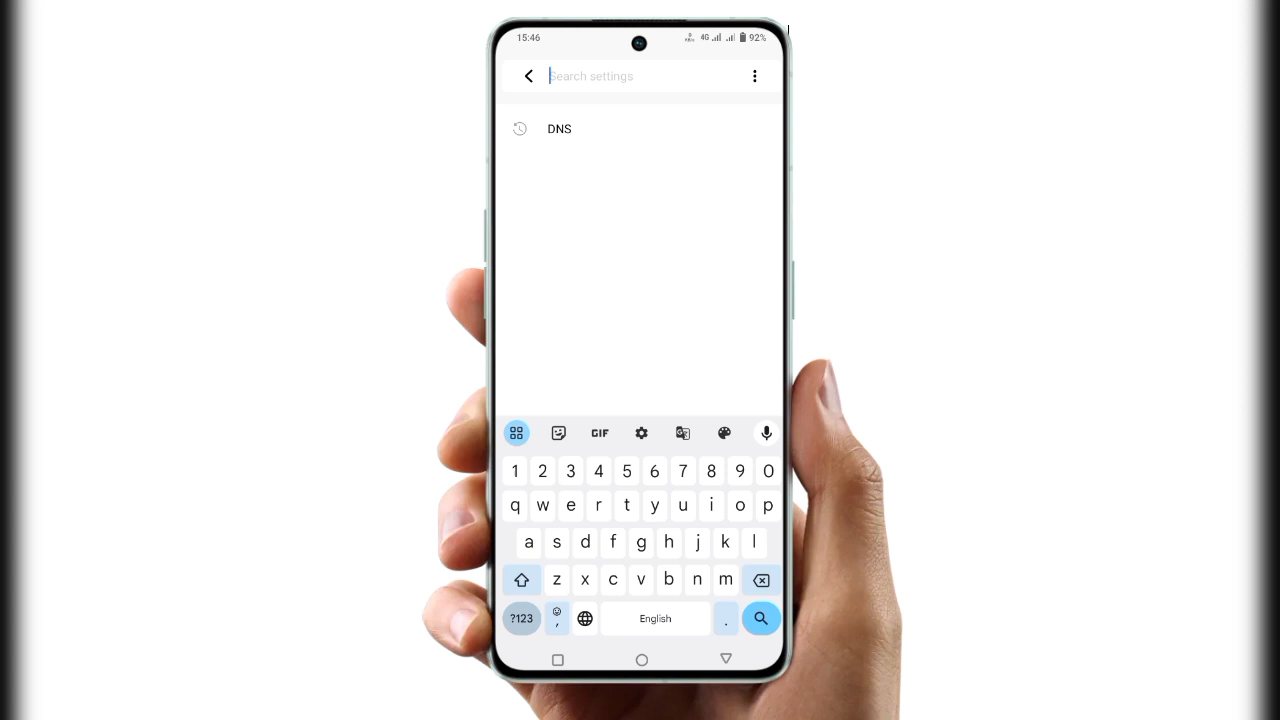 15:46
4G
92%
Search settings
DNS
GIF
1 2 3 4 5 6 7 8 9 0
q w e r t y u i o p
a s d f g h j k l
z x c v b n m
?123 , English .